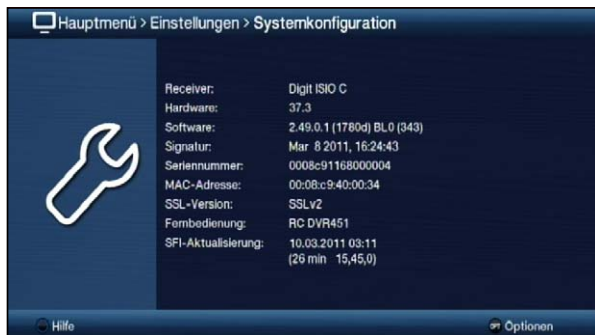 Hauptmenü > Einstellungen > Systemkonfiguration
Receiver: Digit ISIO C
Hardware: 37.3
Software: 2.49.0.1 (1780d) BL0 (343)
Signatur: Mar 8 2011, 16:24:43
Seriennummer: 0008c91168000004
MAC-Adresse: 00:08:c9:40:00:34
SSL-Version: SSLv2
Fernbedienung: RC DVR451
SFI-Aktualisierung: 10.03.2011 03:11
(26 min 15,45,0)
Hilfe
OPT Optionen